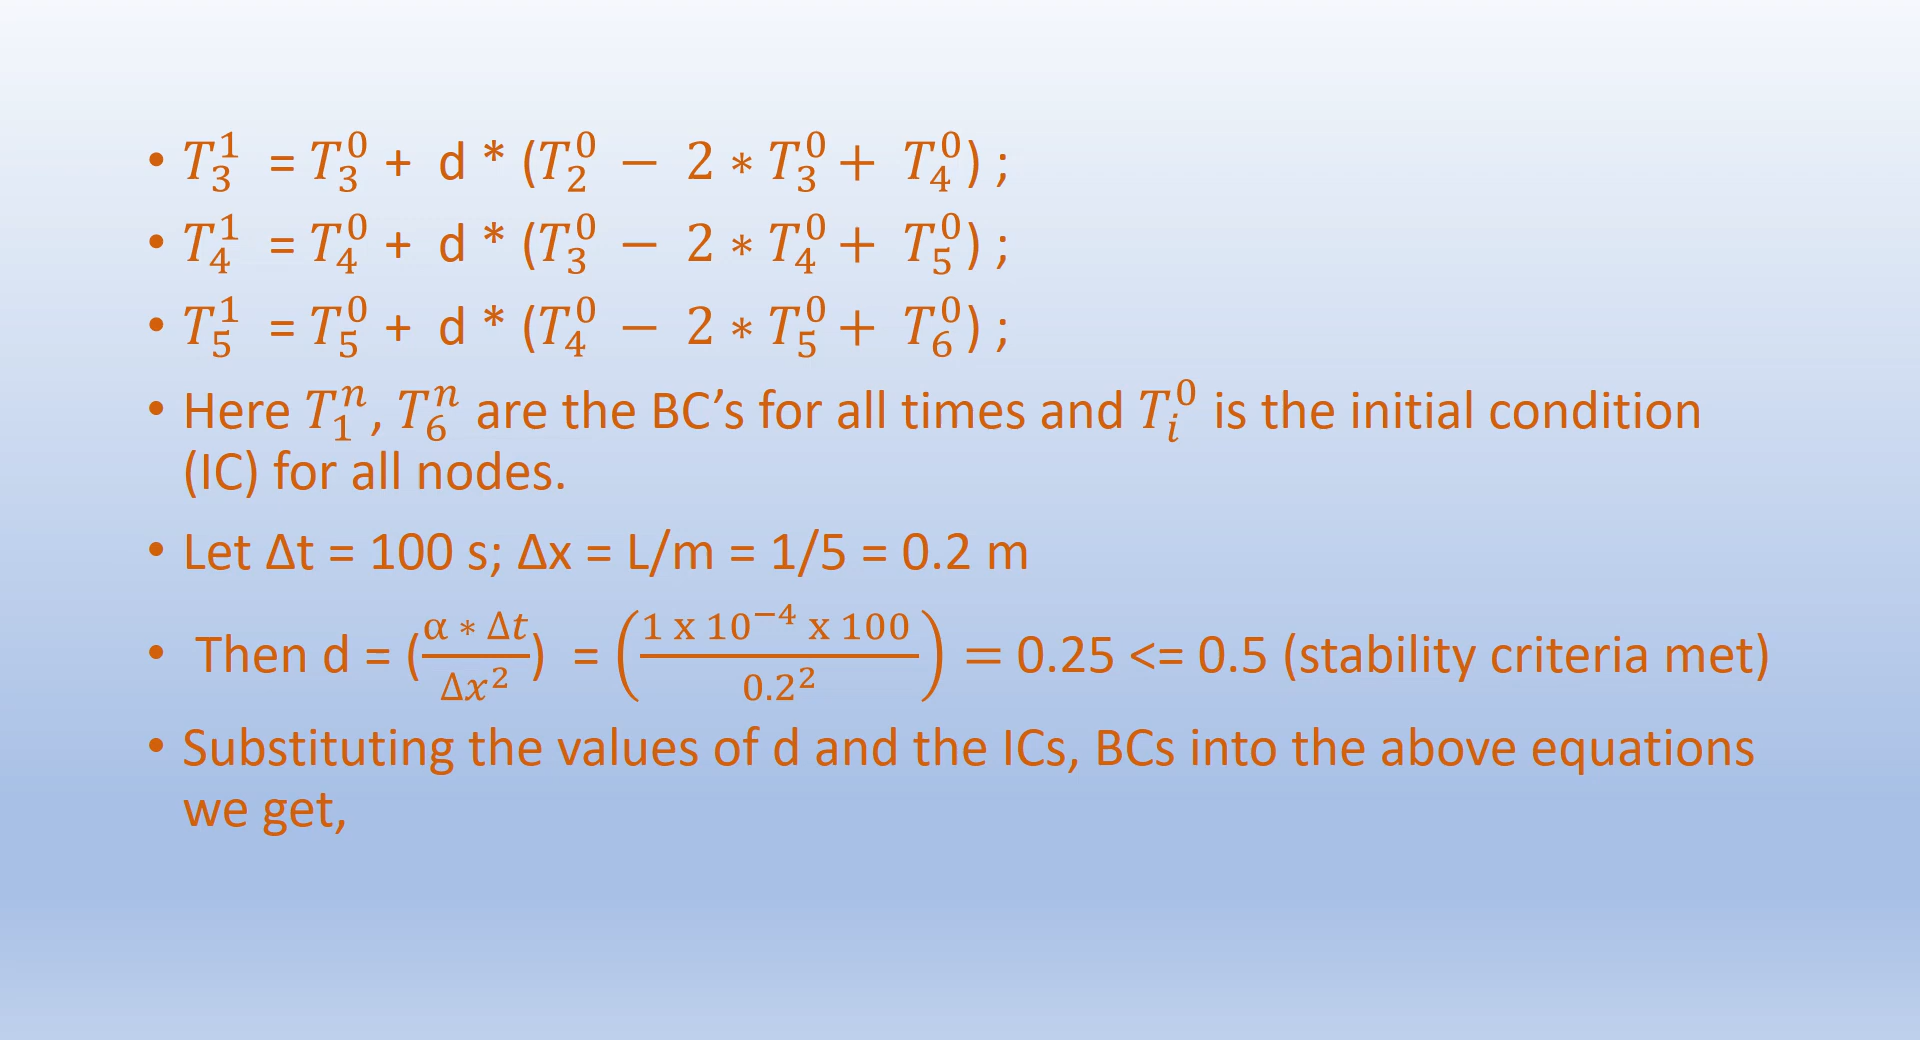 • $T_3^1 = T_3^0 + d * (T_2^0 - 2 * T_3^0 + T_4^0)$ ;
• $T_4^1 = T_4^0 + d * (T_3^0 - 2 * T_4^0 + T_5^0)$ ;
• $T_5^1 = T_5^0 + d * (T_4^0 - 2 * T_5^0 + T_6^0)$ ;
• Here $T_1^n$, $T_6^n$ are the BC’s for all times and $T_i^0$ is the initial condition
(IC) for all nodes.
• Let Δt = 100 s; Δx = L/m = 1/5 = 0.2 m
• Then d = $(\frac{α * Δt}{Δx^2})$ = $\left(\frac{1 x 10^{-4} x 100}{0.2^2}\right)$ = 0.25 <= 0.5 (stability criteria met)
• Substituting the values of d and the ICs, BCs into the above equations
we get,